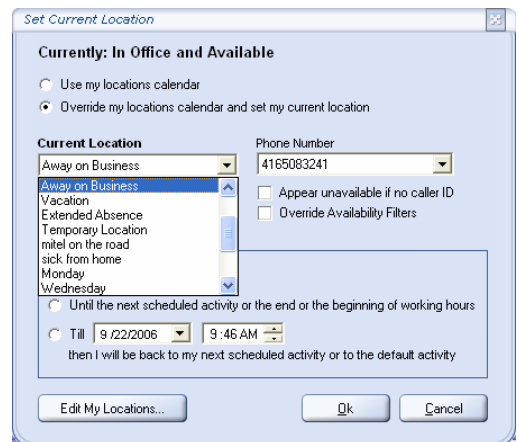 Set Current Location
Currently: In Office and Available
Use my locations calendar
Override my locations calendar and set my current location
Current Location
Phone Number
Away on Business
4165083241
Away on Business
Vacation
Extended Absence
Temporary Location
mitel on the road
sick from home
Monday
Wednesday
Appear unavailable if no caller ID
Override Availability Filters
Until the next scheduled activity or the end or the beginning of working hours
Till 9 /22/2006 9 :46 AM
then I will be back to my next scheduled activity or to the default activity
Edit My Locations...
Ok
Cancel